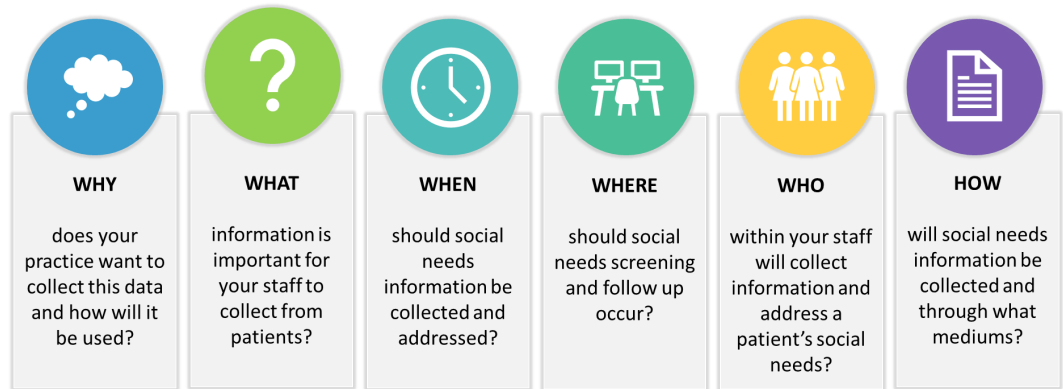 WHY
does your
practice want to
collect this data
and how will it
be used?
WHAT
information is
important for
your staff to
collect from
patients?
WHEN
should social
needs
information be
collected and
addressed?
WHERE
should social
needs screening
and follow up
occur?
WHO
within your staff
will collect
information and
address a
patient's social
needs?
HOW
will social needs
information be
collected and
through what
mediums?